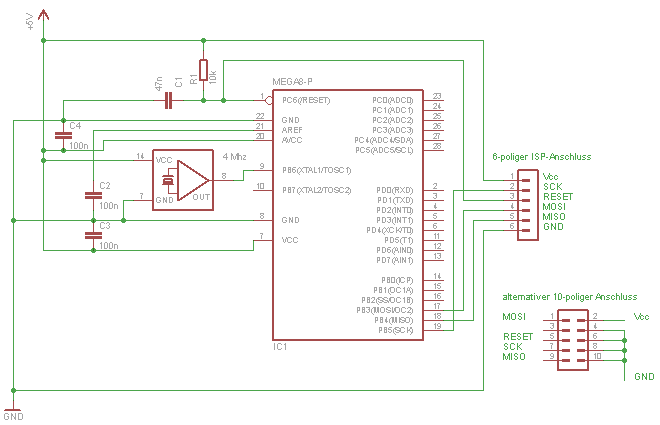 +5V
MEGA8-P
47n
C1
R1
10k
1
PC6(RESET)
PC0(ADC0)
23
PC1(ADC1)
24
PC2(ADC2)
25
PC3(ADC3)
26
PC4(ADC4/SDA)
27
PC5(ADC5/SCL)
28
C4
100n
22
GND
21
AREF
20
AVCC
14
VCC
4 Mhz
8
OUT
7
GND
9
PB6(XTAL1/TOSC1)
10
PB7(XTAL2/TOSC2)
C2
100n
C3
100n
8
GND
7
VCC
PD0(RXD)
2
PD1(TXD)
3
PD2(INT0)
4
PD3(INT1)
5
PD4(XCK/T0)
6
PD5(T1)
11
PD6(AIN0)
12
PD7(AIN1)
13
PB0(ICP)
14
PB1(OC1A)
15
PB2(SS/OC1B)
16
PB3(MOSI/OC2)
17
PB4(MISO)
18
PB5(SCK)
19
IC1
6-poliger ISP-Anschluss
1
Vcc
2
SCK
3
RESET
4
MOSI
5
MISO
6
GND
alternativer 10-poliger Anschluss
MOSI
1
2
Vcc
3
4
RESET
5
6
SCK
7
8
MISO
9
10
GND
GND